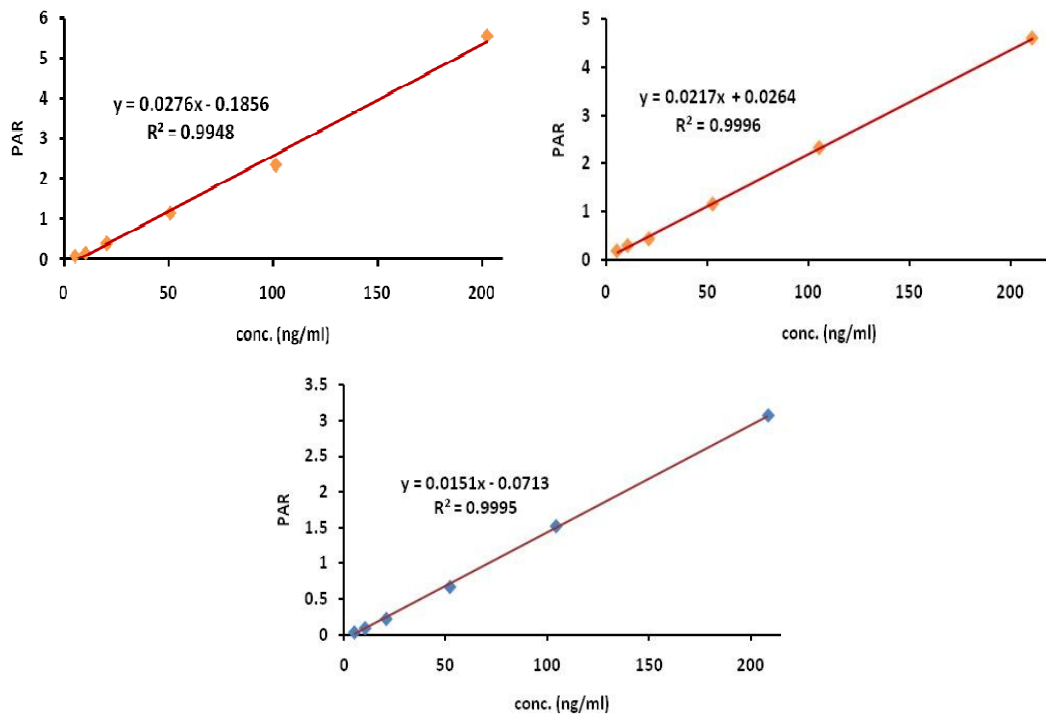 6
5
4
3
2
1
0
PAR
y = 0.0276x - 0.1856
R² = 0.9948
0 50 100 150 200
conc. (ng/ml)
5
4
3
2
1
0
PAR
y = 0.0217x + 0.0264
R² = 0.9996
0 50 100 150 200
conc. (ng/ml)
3.5
3
2.5
2
1.5
1
0.5
0
PAR
y = 0.0151x - 0.0713
R² = 0.9995
0 50 100 150 200
conc. (ng/ml)